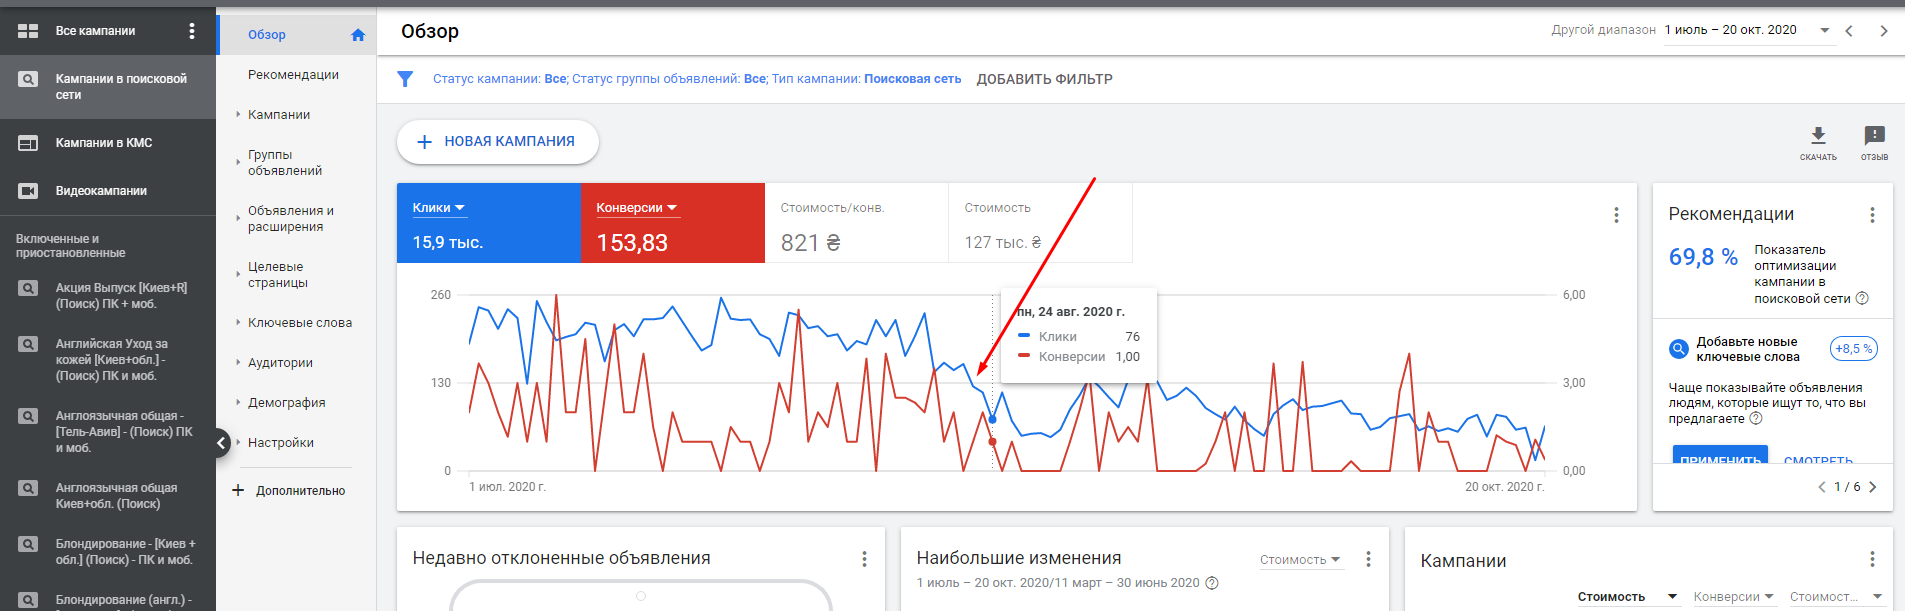 Все кампании
Кампании в поисковой
сети
Кампании в КМС
Видеокампании
Включенные и
приостановленные
Акция Выпуск [Киев+R]
(Поиск) ПК + моб.
Английская Уход за
кожей [Киев+обл.] -
(Поиск) ПК и моб.
Англоязычная общая -
[Тель-Авив] - (Поиск) ПК
и моб.
Англоязычная общая
Киев+обл. (Поиск)
Блондирование - [Киев +
обл.] (Поиск) - ПК и моб.
Блондирование (англ.) -
Обзор
Рекомендации
Кампании
Группы
объявлений
Объявления и
расширения
Целевые
страницы
Ключевые слова
Аудитории
Демография
Настройки
+ Дополнительно
Обзор
Другой диапазон 1 июль – 20 окт. 2020
Статус кампании: Все; Статус группы объявлений: Все; Тип кампании: Поисковая сеть ДОБАВИТЬ ФИЛЬТР
+ НОВАЯ КАМПАНИЯ
СКАЧАТЬ
ОТЗЫВ
Клики
15,9 тыс.
Конверсии
153,83
Стоимость/конв.
821 ₴
Стоимость
127 тыс. ₴
260
130
0
6,00
3,00
0,00
1 июл. 2020 г.
20 окт. 2020 г.
пн, 24 авг. 2020 г.
Клики 76
Конверсии 1,00
Рекомендации
69,8 %
Показатель
оптимизации
кампании в
поисковой сети
Добавьте новые
ключевые слова
+8,5 %
Чаще показывайте объявления
людям, которые ищут то, что вы
предлагаете
ПРИМЕНИТЬ СМОТРЕТЬ
1 / 6
Недавно отклоненные объявления
Наибольшие изменения
Стоимость
1 июль – 20 окт. 2020/11 март – 30 июнь 2020
Кампании
Стоимость Конверсии Стоимост...